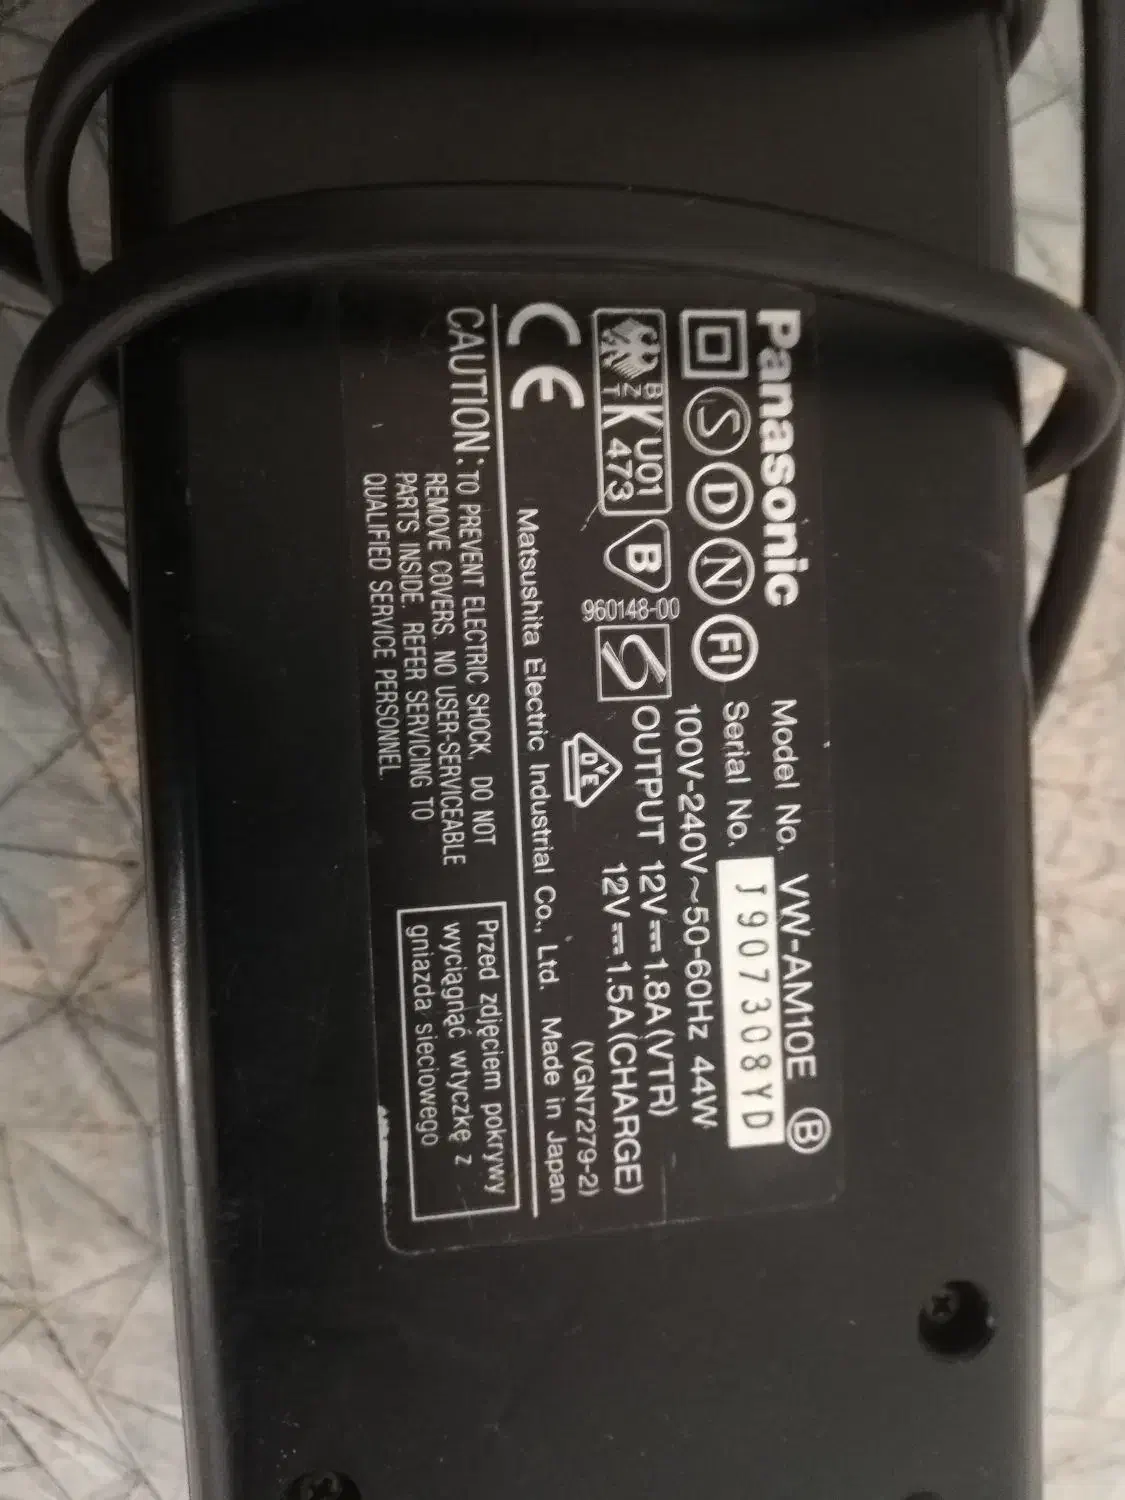 Panasonic
Model No. VW-AM10E B
S D N FI
Serial No. J907308YD
BZT K U01 473
B
960148-00
S
100V-240V~50-60Hz 44W
OUTPUT 12V⎓1.8A(VTR)
12V⎓1.5A(CHARGE)
CE
VDE
(VGN7279-2)
Matsushita Electric Industrial Co., Ltd. Made in Japan
CAUTION: TO PREVENT ELECTRIC SHOCK, DO NOT
REMOVE COVERS. NO USER-SERVICEABLE
PARTS INSIDE. REFER SERVICING TO
QUALIFIED SERVICE PERSONNEL.
Przed zdjęciem pokrywy
wyciągnąć wtyczkę z
gniazda sieciowego